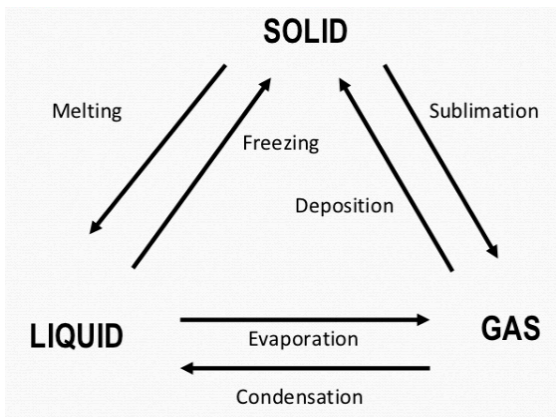 SOLID
Melting
Sublimation
Freezing
Deposition
LIQUID
GAS
Evaporation
Condensation